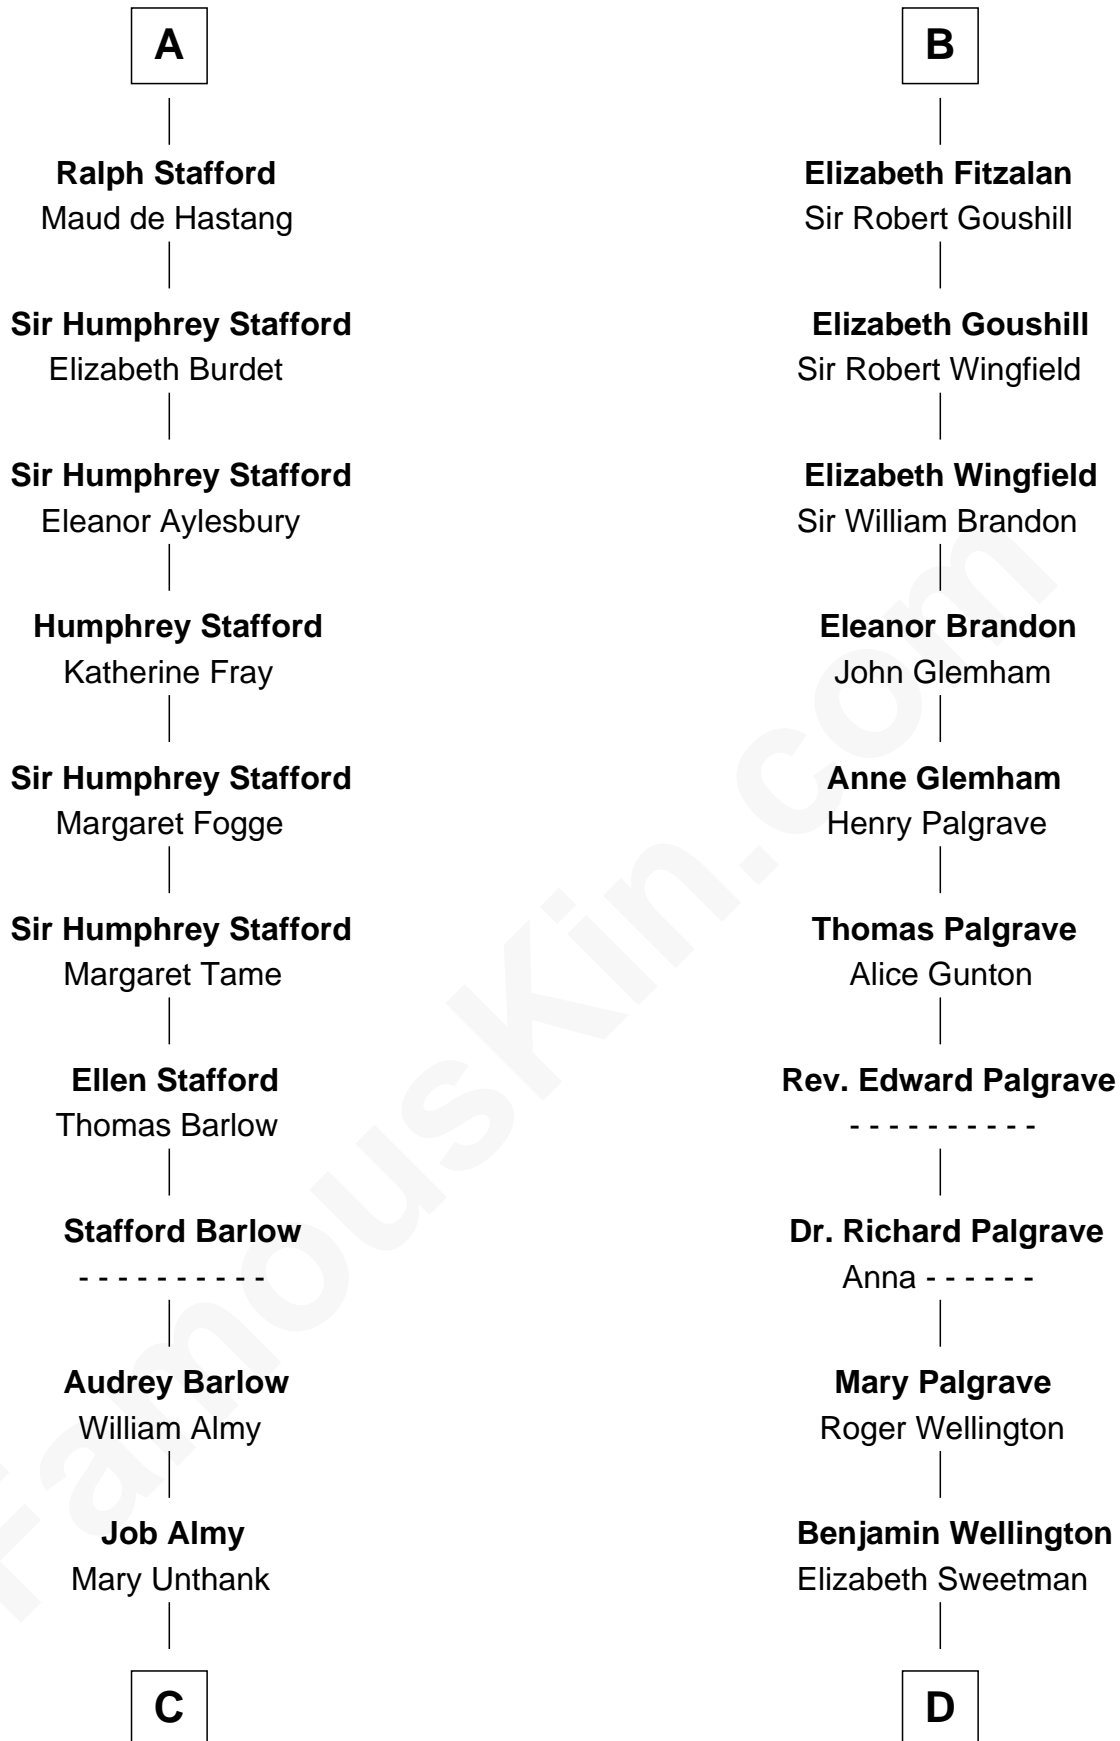 A
Ralph Stafford
Maud de Hastang
Sir Humphrey Stafford
Elizabeth Burdet
Sir Humphrey Stafford
Eleanor Aylesbury
Humphrey Stafford
Katherine Fray
Sir Humphrey Stafford
Margaret Fogge
Sir Humphrey Stafford
Margaret Tame
Ellen Stafford
Thomas Barlow
Stafford Barlow
- - - - - - - - - -
Audrey Barlow
William Almy
Job Almy
Mary Unthank
C
B
Elizabeth Fitzalan
Sir Robert Goushill
Elizabeth Goushill
Sir Robert Wingfield
Elizabeth Wingfield
Sir William Brandon
Eleanor Brandon
John Glemham
Anne Glemham
Henry Palgrave
Thomas Palgrave
Alice Gunton
Rev. Edward Palgrave
- - - - - - - - - -
Dr. Richard Palgrave
Anna - - - - - -
Mary Palgrave
Roger Wellington
Benjamin Wellington
Elizabeth Sweetman
D
FamousKin.com